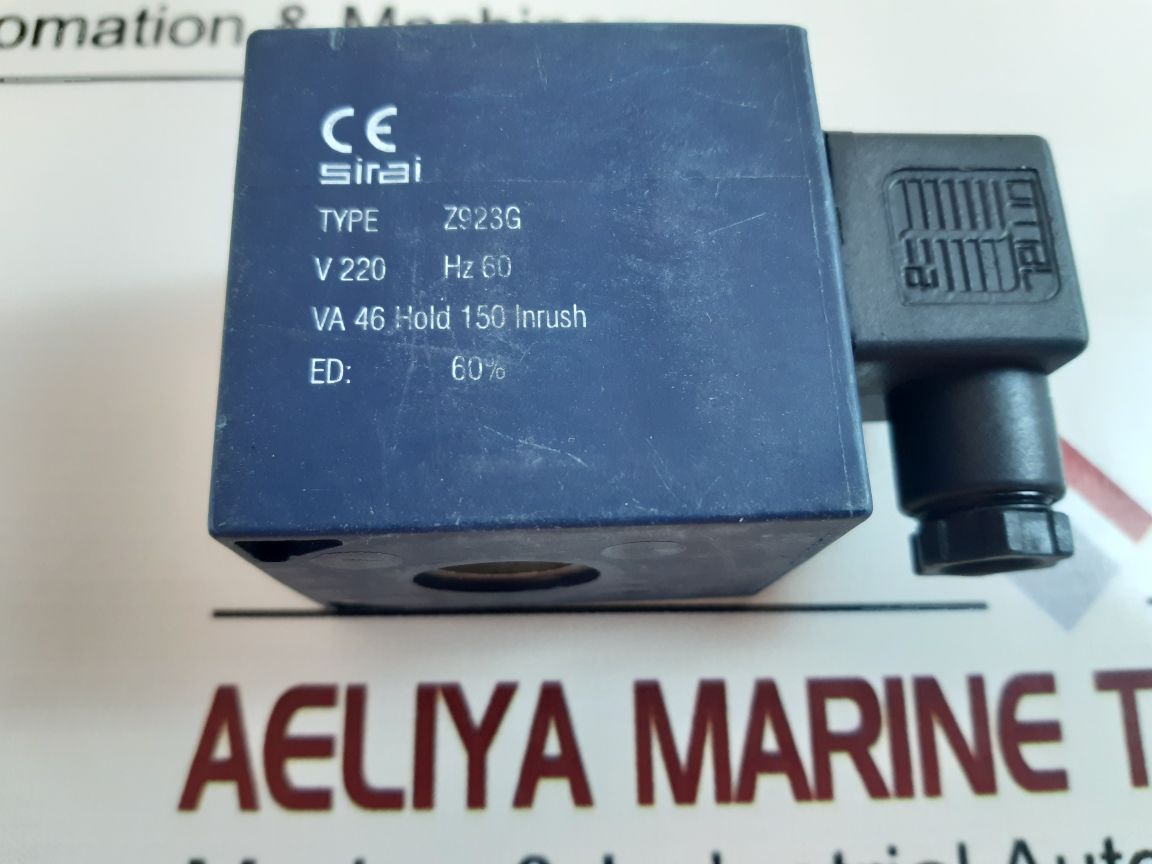 omation & Machine
CE
sirai
TYPE Z923G
V 220 Hz 60
VA 46 Hold 150 Inrush
ED: 60%
AELIYA MARINE T